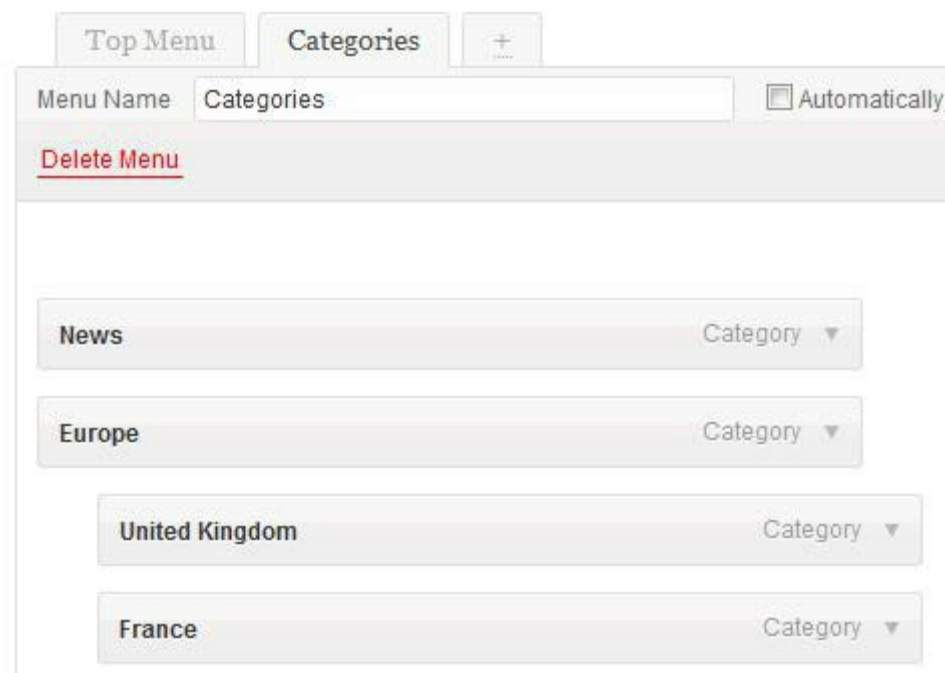 Top Menu Categories +
Menu Name Categories Automatically
Delete Menu
News Category
Europe Category
United Kingdom Category
France Category